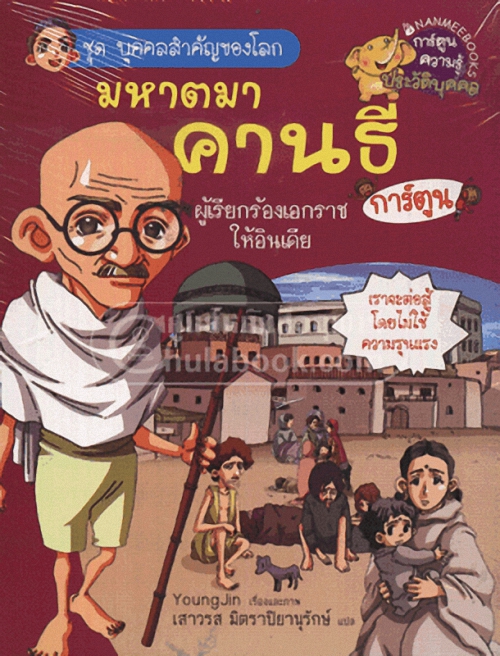 ชุด บุคคลสำคัญของโลก
NANMEEBOOKS
การ์ตูน
ความรู้
ประวัติบุคคล
มหาตมา
คานธี
ผู้เรียกร้องเอกราช
ให้อินเดีย
การ์ตูน
เราจะต่อสู้
โดยไม่ใช้
ความรุนแรง
YoungJin เรื่องและภาพ
เสาวรส มิตราปิยานุรักษ์ แปล